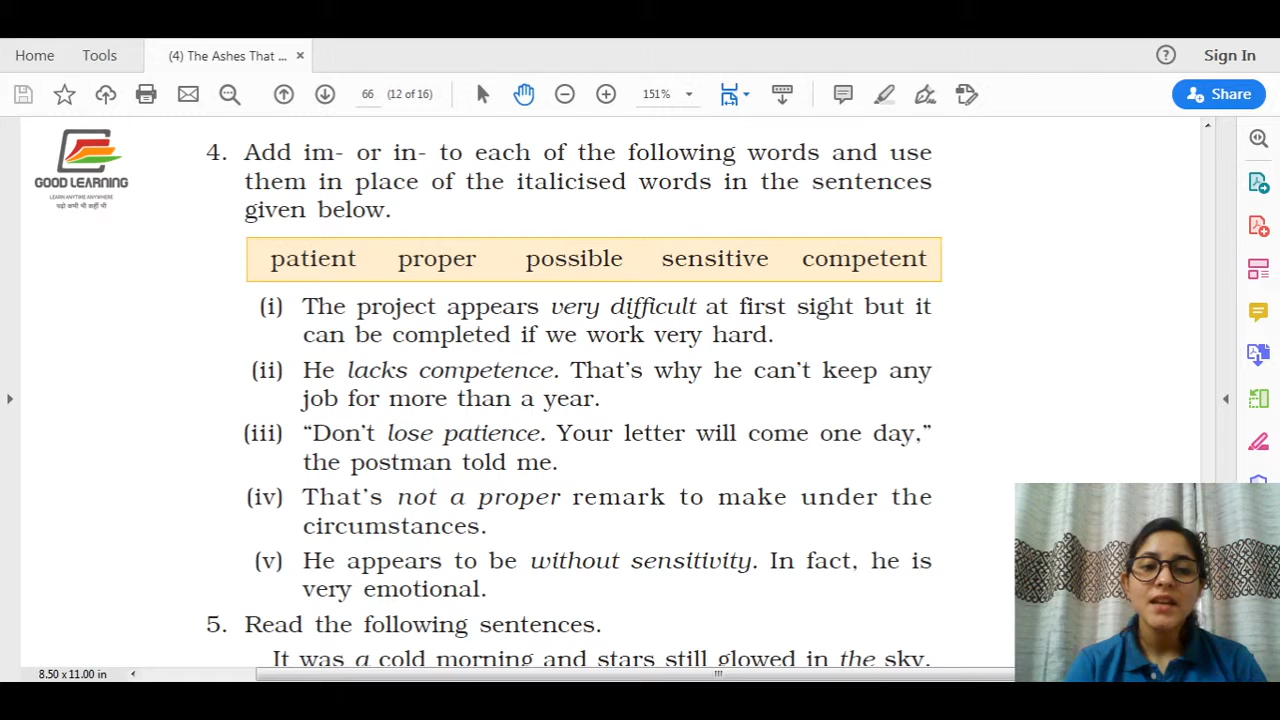 Home Tools (4) The Ashes That ... × ? Sign In
66 (12 of 16) 151% Share
GOOD LEARNING
LEARN ANYTIME ANYWHERE
पढ़ो कभी भी कहीं भी
4. Add im- or in- to each of the following words and use
them in place of the italicised words in the sentences
given below.
patient proper possible sensitive competent
(i) The project appears very difficult at first sight but it
can be completed if we work very hard.
(ii) He lacks competence. That's why he can't keep any
job for more than a year.
(iii) “Don't lose patience. Your letter will come one day,”
the postman told me.
(iv) That's not a proper remark to make under the
circumstances.
(v) He appears to be without sensitivity. In fact, he is
very emotional.
5. Read the following sentences.
It was a cold morning and stars still glowed in the sky.
8.50 x 11.00 in